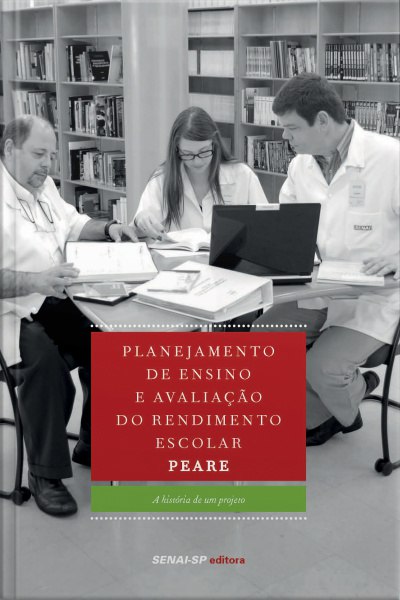 PLANEJAMENTO
DE ENSINO
E AVALIAÇÃO
DO RENDIMENTO
ESCOLAR
PEARE
A história de um projeto
SENAI-SP editora